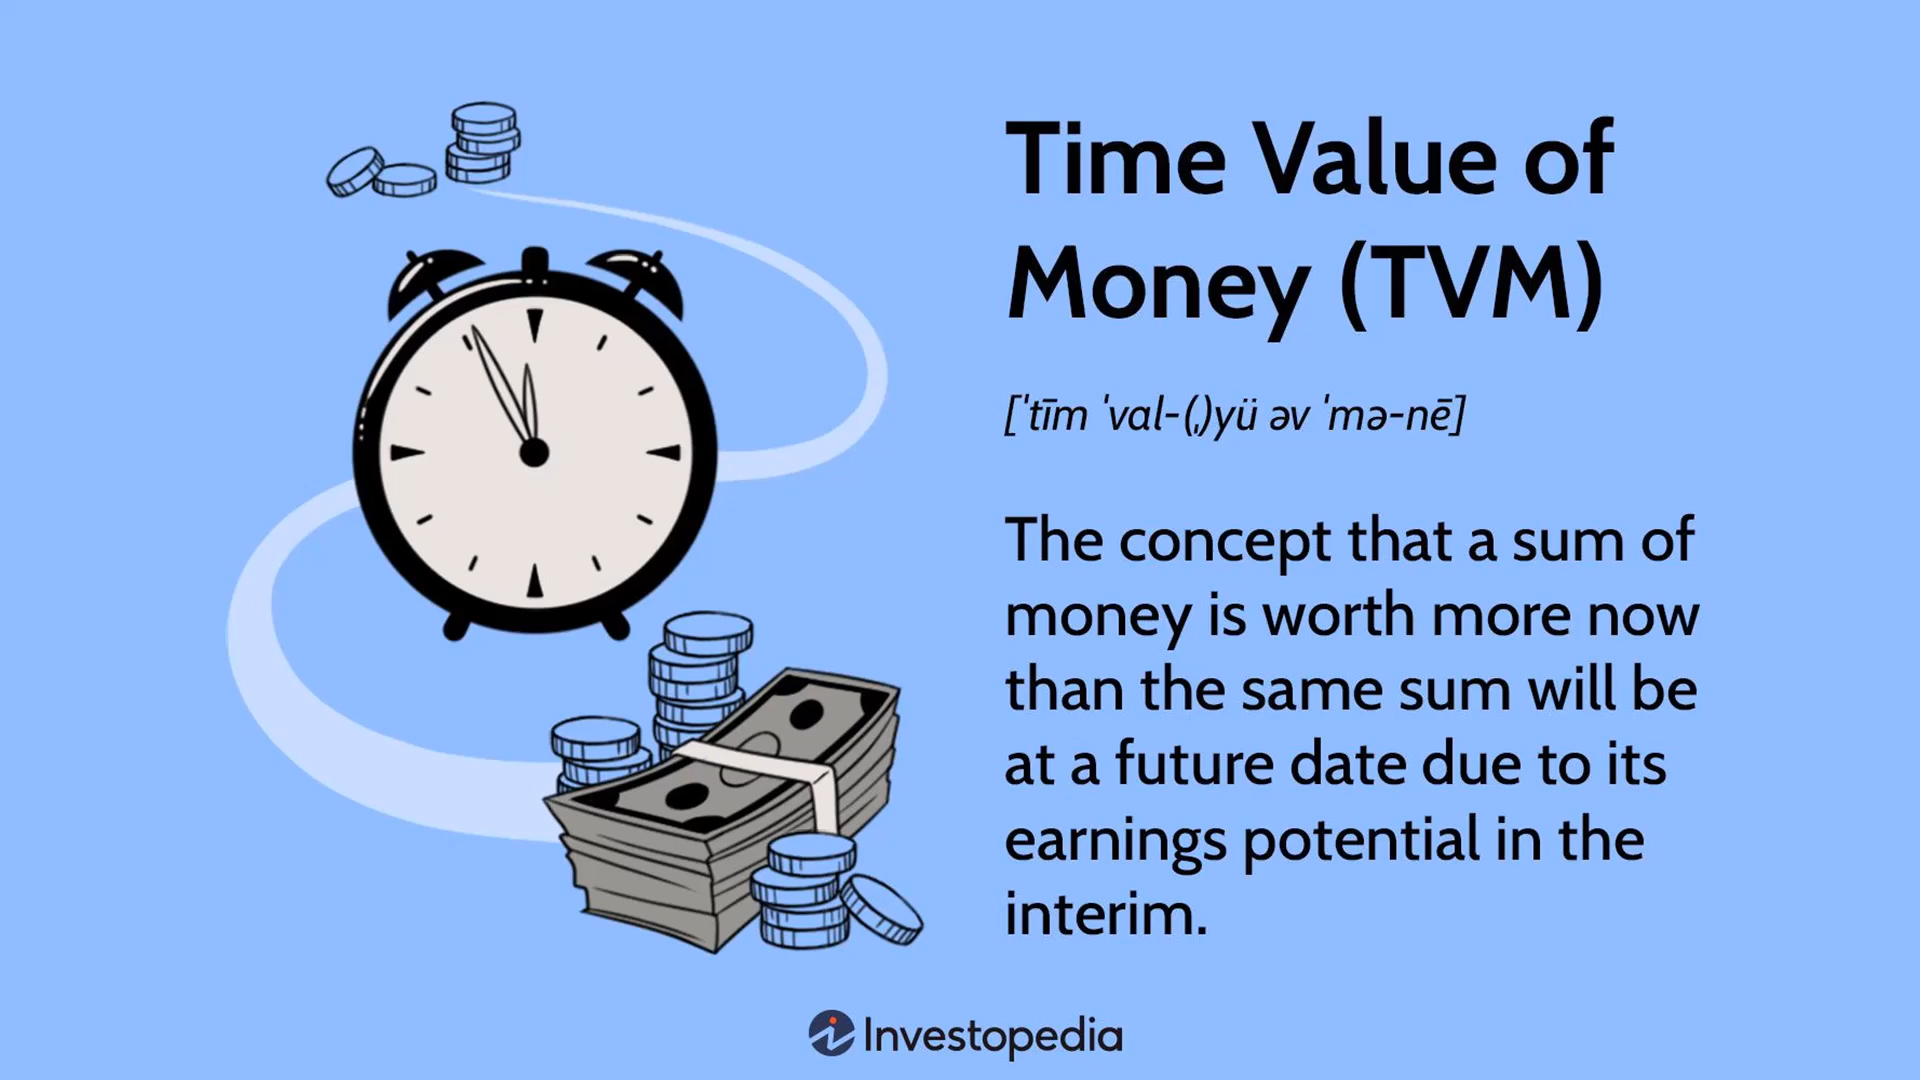 Time Value of
Money (TVM)
[ˈtīm ˈval-(ˌ)yü əv ˈmə-nē]
The concept that a sum of
money is worth more now
than the same sum will be
at a future date due to its
earnings potential in the
interim.
Investopedia